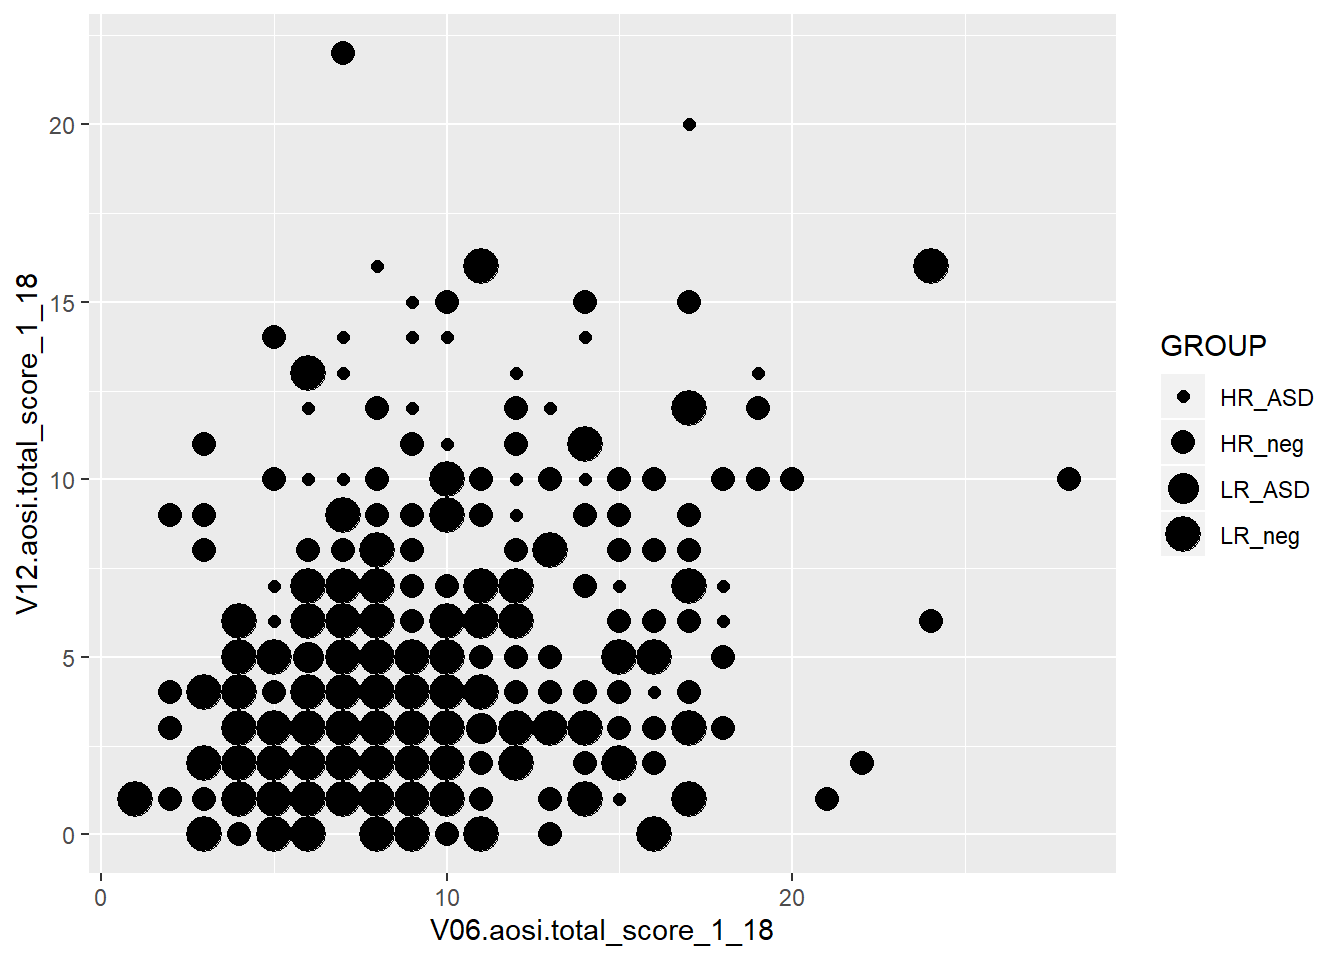 20
15
10
5
0
0
10
20
V06.aosi.total_score_1_18
V12.aosi.total_score_1_18
GROUP
HR_ASD
HR_neg
LR_ASD
LR_neg